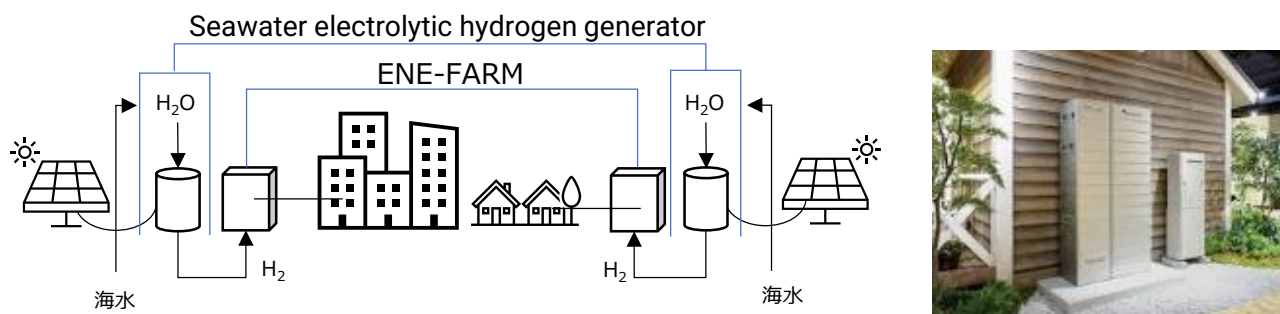 Seawater electrolytic hydrogen generator
ENE-FARM
H₂O
H₂O
H₂
H₂
海水
海水